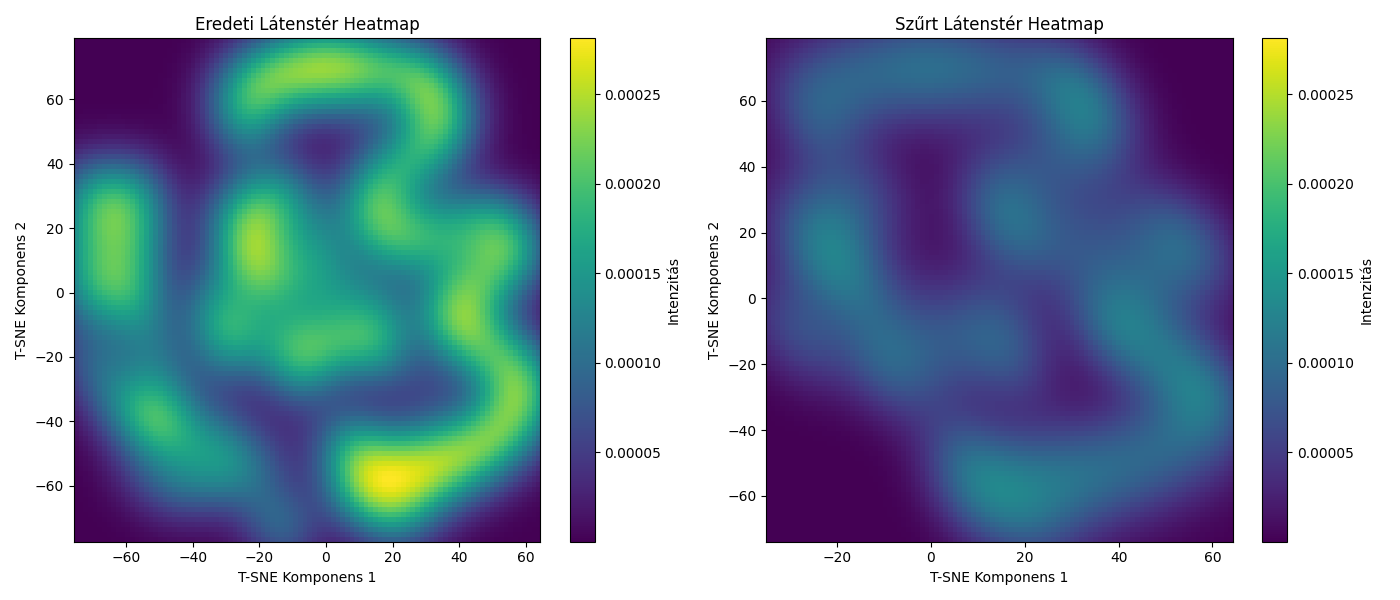 Eredeti Látenstér Heatmap
60
40
20
0
−20
−40
−60
T-SNE Komponens 2
−60 −40 −20 0 20 40 60
T-SNE Komponens 1
0.00025
0.00020
0.00015
0.00010
0.00005
Intenzitás
Szűrt Látenstér Heatmap
60
40
20
0
−20
−40
−60
T-SNE Komponens 2
−20 0 20 40 60
T-SNE Komponens 1
0.00025
0.00020
0.00015
0.00010
0.00005
Intenzitás